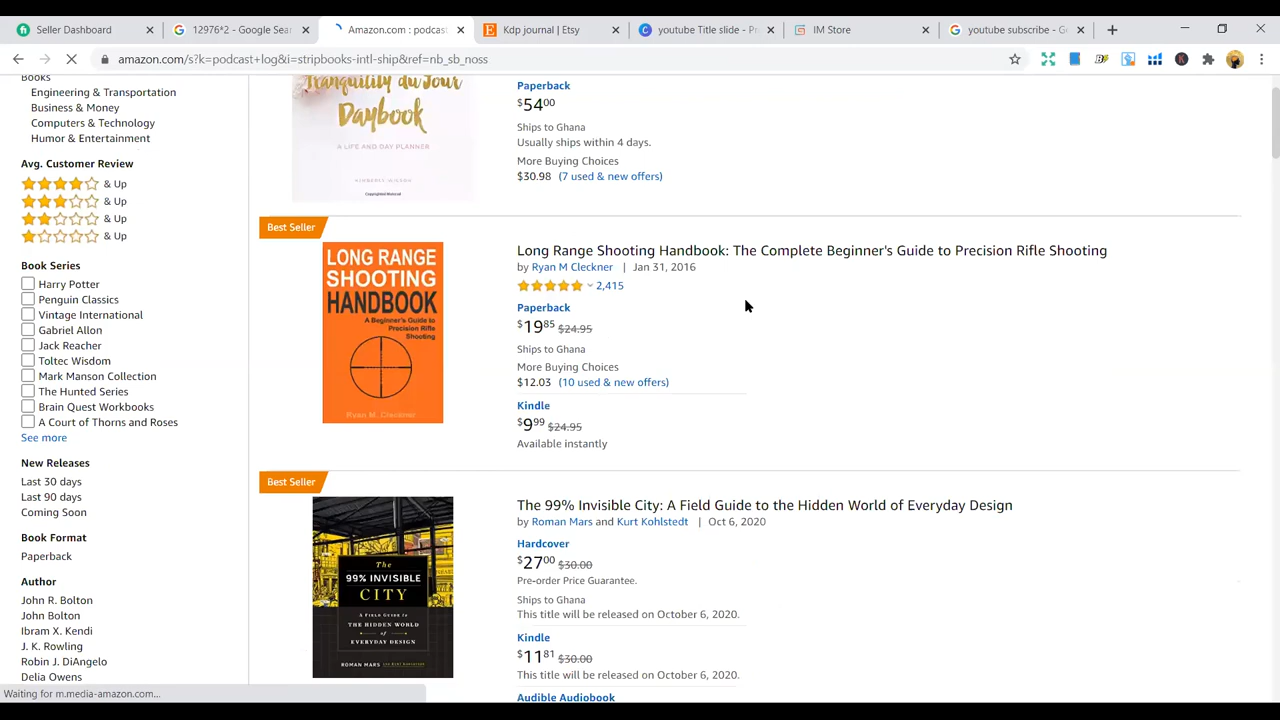 Seller Dashboard
12976*2 - Google Sea
Amazon.com : podcas
Kdp journal | Etsy
youtube Title slide - P
IM Store
youtube subscribe - G
amazon.com/s?k=podcast+log&i=stripbooks-intl-ship&ref=nb_sb_noss
Books
Engineering & Transportation
Business & Money
Computers & Technology
Humor & Entertainment
Avg. Customer Review
& Up
& Up
& Up
& Up
Book Series
Harry Potter
Penguin Classics
Vintage International
Gabriel Allon
Jack Reacher
Toltec Wisdom
Mark Manson Collection
The Hunted Series
Brain Quest Workbooks
A Court of Thorns and Roses
See more
New Releases
Last 30 days
Last 90 days
Coming Soon
Book Format
Paperback
Author
John R. Bolton
John Bolton
Ibram X. Kendi
J. K. Rowling
Robin J. DiAngelo
Delia Owens
Waiting for m.media-amazon.com...
Tranquility du Jour
Daybook
A LIFE AND DAY PLANNER
KIMBERLY WILSON
Copyrighted Material
Paperback
$5400
Ships to Ghana
Usually ships within 4 days.
More Buying Choices
$30.98 (7 used & new offers)
Best Seller
LONG RANGE
SHOOTING
HANDBOOK
A Beginner's Guide to
Precision Rifle
Shooting
Ryan M. Cleckner
Long Range Shooting Handbook: The Complete Beginner's Guide to Precision Rifle Shooting
by Ryan M Cleckner | Jan 31, 2016
2,415
Paperback
$1985 $24.95
Ships to Ghana
More Buying Choices
$12.03 (10 used & new offers)
Kindle
$999 $24.95
Available instantly
Best Seller
The
99% INVISIBLE
CITY
A FIELD GUIDE to
THE HIDDEN WORLD
of
EVERYDAY DESIGN
ROMAN MARS AND KURT KOHLSTEDT
The 99% Invisible City: A Field Guide to the Hidden World of Everyday Design
by Roman Mars and Kurt Kohlstedt | Oct 6, 2020
Hardcover
$2700 $30.00
Pre-order Price Guarantee.
Ships to Ghana
This title will be released on October 6, 2020.
Kindle
$1181 $30.00
This title will be released on October 6, 2020.
Audible Audiobook